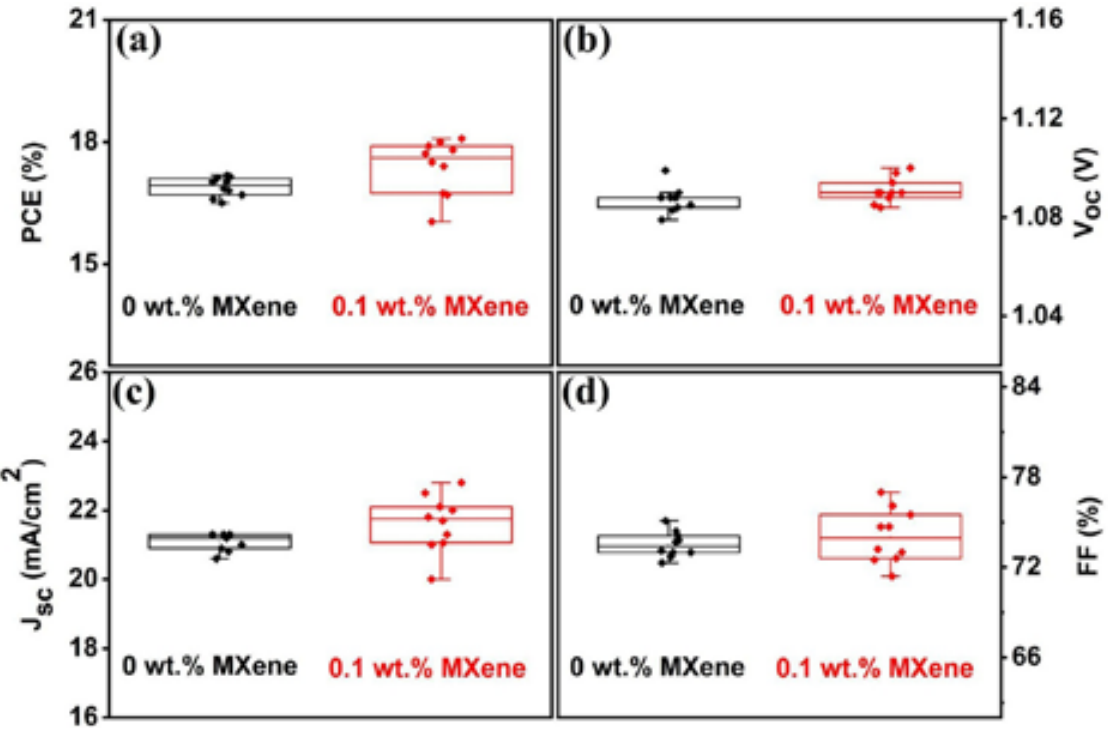 21
18
15
PCE (%)
(a)
0 wt.% MXene
0.1 wt.% MXene
(b)
0 wt.% MXene
0.1 wt.% MXene
1.16
1.12
1.08
1.04
VOC (V)
26
24
22
20
18
16
JSC (mA/cm2)
(c)
0 wt.% MXene
0.1 wt.% MXene
(d)
0 wt.% MXene
0.1 wt.% MXene
84
78
72
66
FF (%)